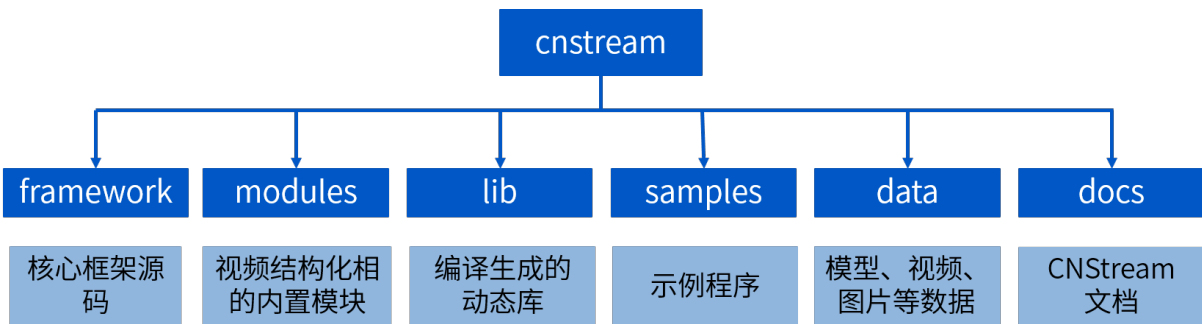 cnstream
framework
modules
lib
samples
data
docs
核心框架源
码
视频结构化相
的内置模块
编译生成的
动态库
示例程序
模型、视频、
图片等数据
CNStream
文档